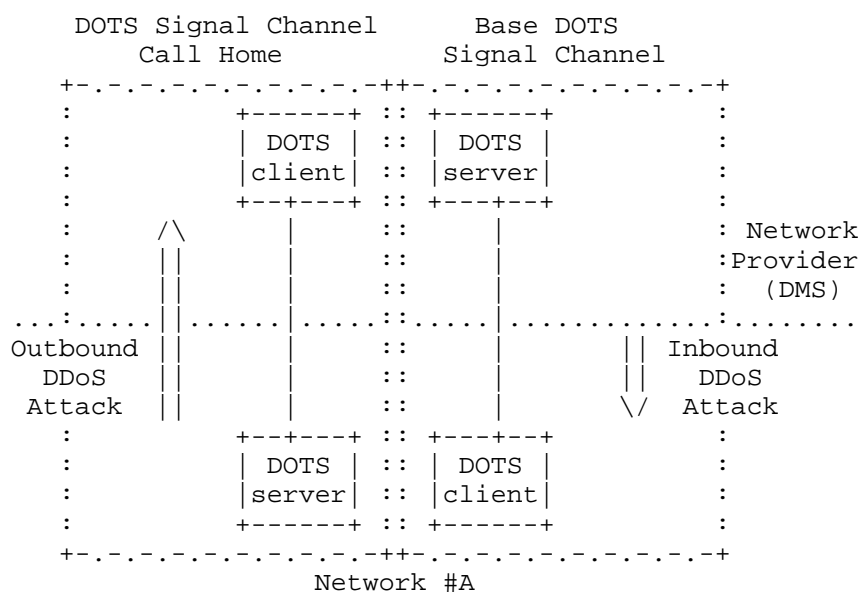 DOTS Signal Channel Base DOTS
Call Home Signal Channel
+-.-.-.-.-.-.-.-.-.-++-.-.-.-.-.-.-.-.-.-+
: +------+ :: +------+ :
: | DOTS | :: | DOTS | :
: |client| :: |server| :
: +--+---+ :: +---+--+ :
: /\ | :: | : Network
: || | :: | :Provider
: || | :: | : (DMS)
...:.....||......|.....::.....|.............:........
Outbound || | :: | || Inbound
DDoS || | :: | || DDoS
Attack || | :: | \/ Attack
: +--+---+ :: +---+--+ :
: | DOTS | :: | DOTS | :
: |server| :: |client| :
: +------+ :: +------+ :
+-.-.-.-.-.-.-.-.-.-++-.-.-.-.-.-.-.-.-.-+
Network #A